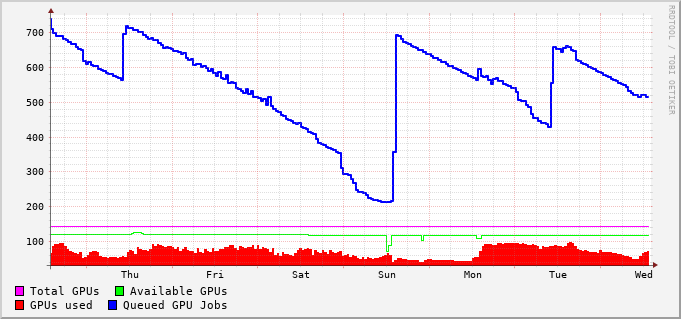 700
600
500
400
300
200
100
Thu Fri Sat Sun Mon Tue Wed
Total GPUs Available GPUs
GPUs used Queued GPU Jobs
RRDTOOL / TOBI OETIKER